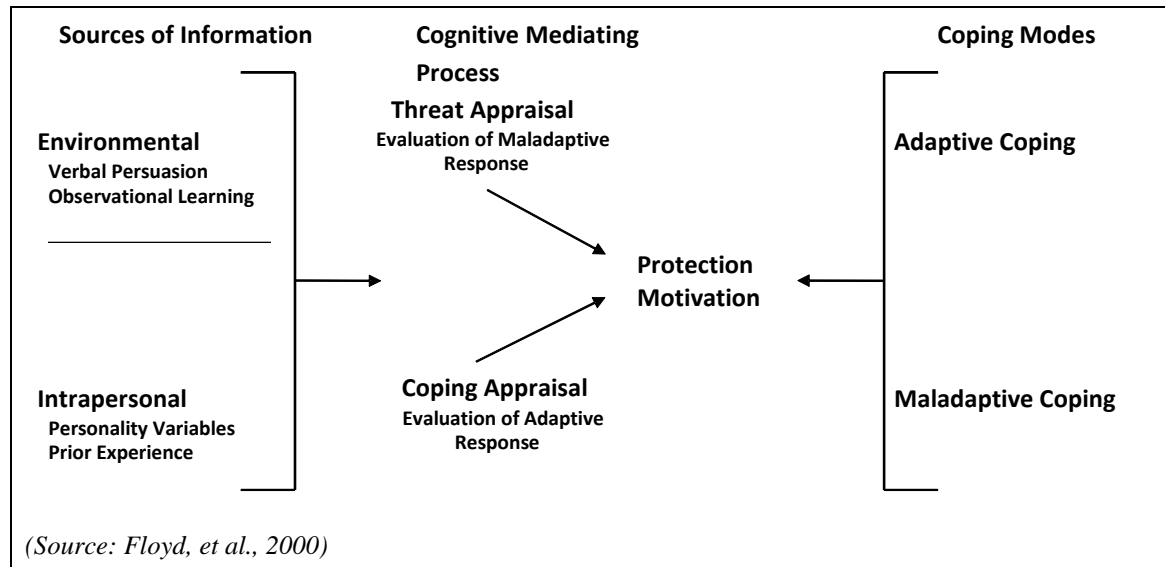 Sources of Information
Cognitive Mediating
Process
Coping Modes
Threat Appraisal
Evaluation of Maladaptive
Response
Environmental
Verbal Persuasion
Observational Learning
Adaptive Coping
Protection
Motivation
Intrapersonal
Personality Variables
Prior Experience
Coping Appraisal
Evaluation of Adaptive
Response
Maladaptive Coping
(Source: Floyd, et al., 2000)